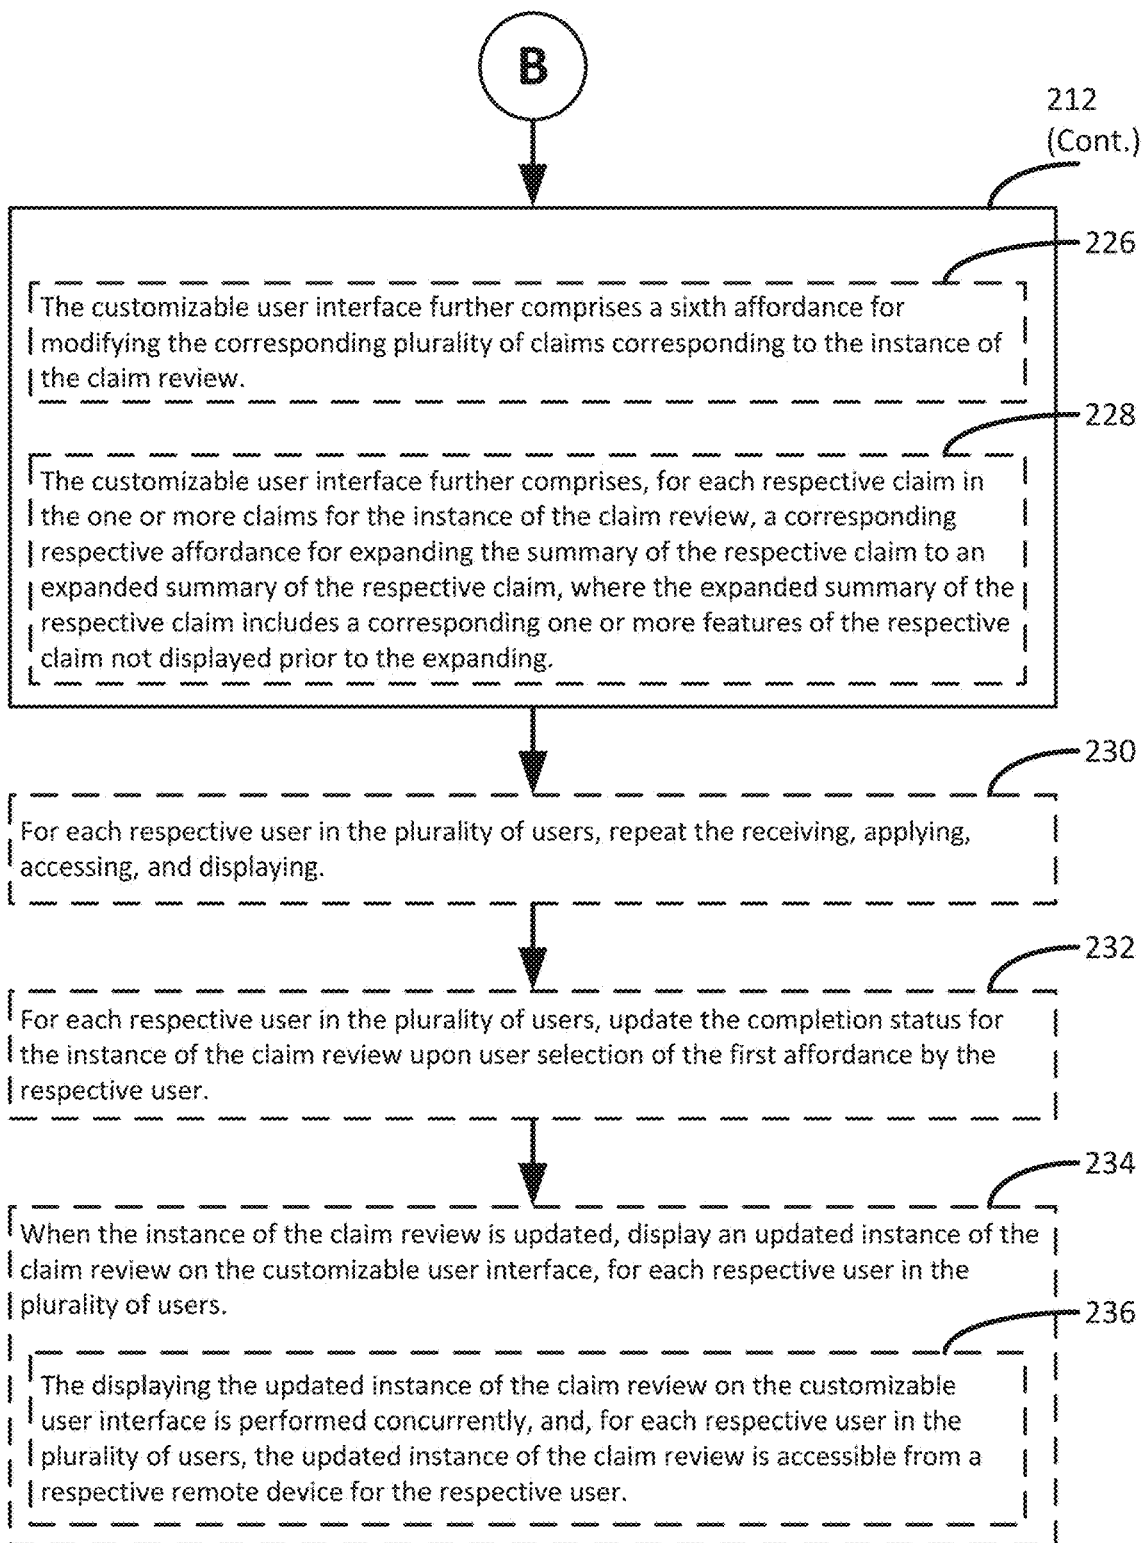 B
212
(Cont.)
226
The customizable user interface further comprises a sixth affordance for
modifying the corresponding plurality of claims corresponding to the instance of
the claim review.
228
The customizable user interface further comprises, for each respective claim in
the one or more claims for the instance of the claim review, a corresponding
respective affordance for expanding the summary of the respective claim to an
expanded summary of the respective claim, where the expanded summary of the
respective claim includes a corresponding one or more features of the respective
claim not displayed prior to the expanding.
230
For each respective user in the plurality of users, repeat the receiving, applying,
accessing, and displaying.
232
For each respective user in the plurality of users, update the completion status for
the instance of the claim review upon user selection of the first affordance by the
respective user.
234
When the instance of the claim review is updated, display an updated instance of the
claim review on the customizable user interface, for each respective user in the
plurality of users.
236
The displaying the updated instance of the claim review on the customizable
user interface is performed concurrently, and, for each respective user in the
plurality of users, the updated instance of the claim review is accessible from a
respective remote device for the respective user.